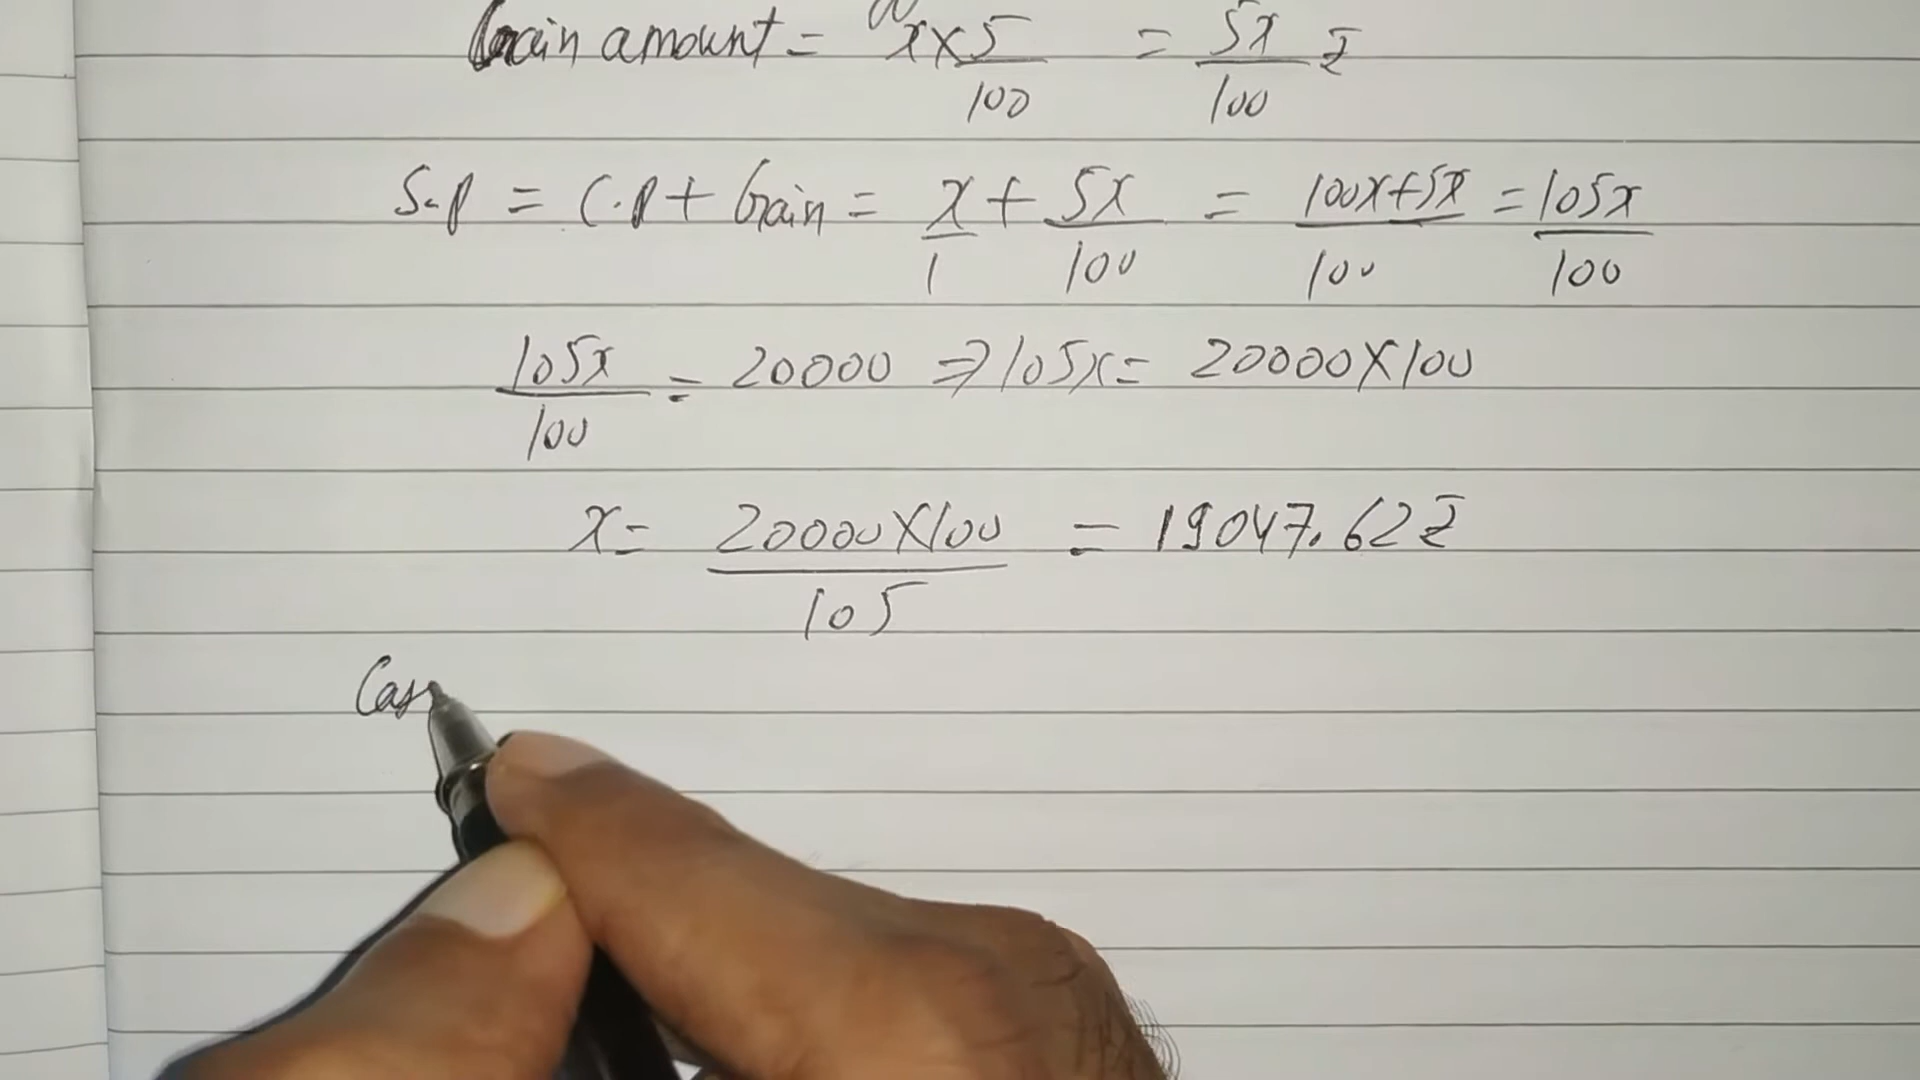 Gain amount = x×5/100 = 5x/100 ₹
S.P = C.P + Gain = x/1 + 5x/100 = 100x+5x/100 = 105x/100
105x/100 = 20000 ⇒ 105x = 20000×100
x = 20000×100/105 = 19047.62 ₹
Cas